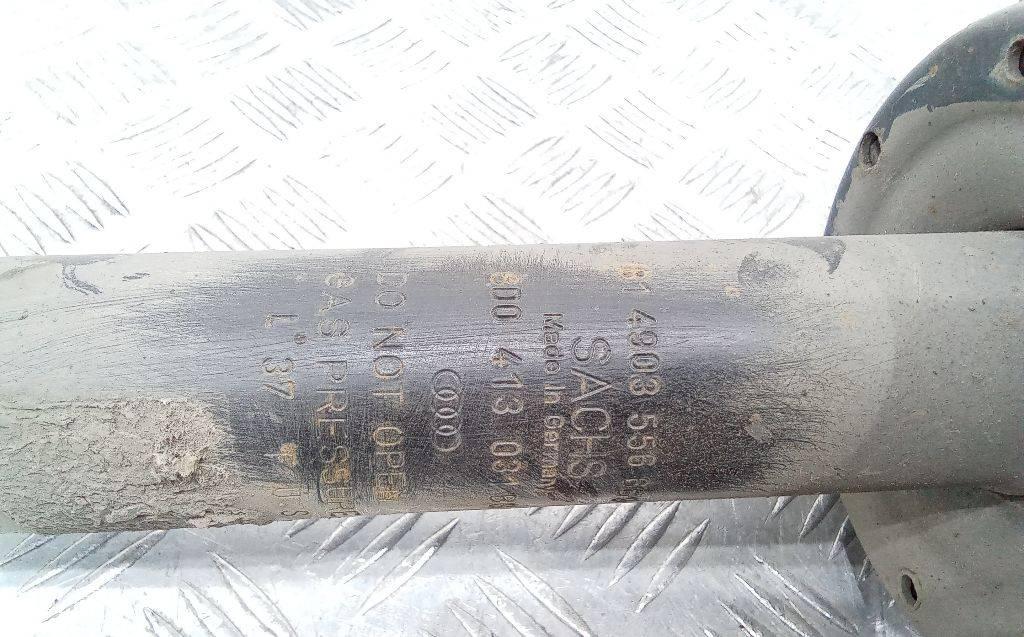 81 4903 556
SACHS
Made In Germany
8D0 413 031
DO NOT OPEN
GAS PRESSURE
L 37